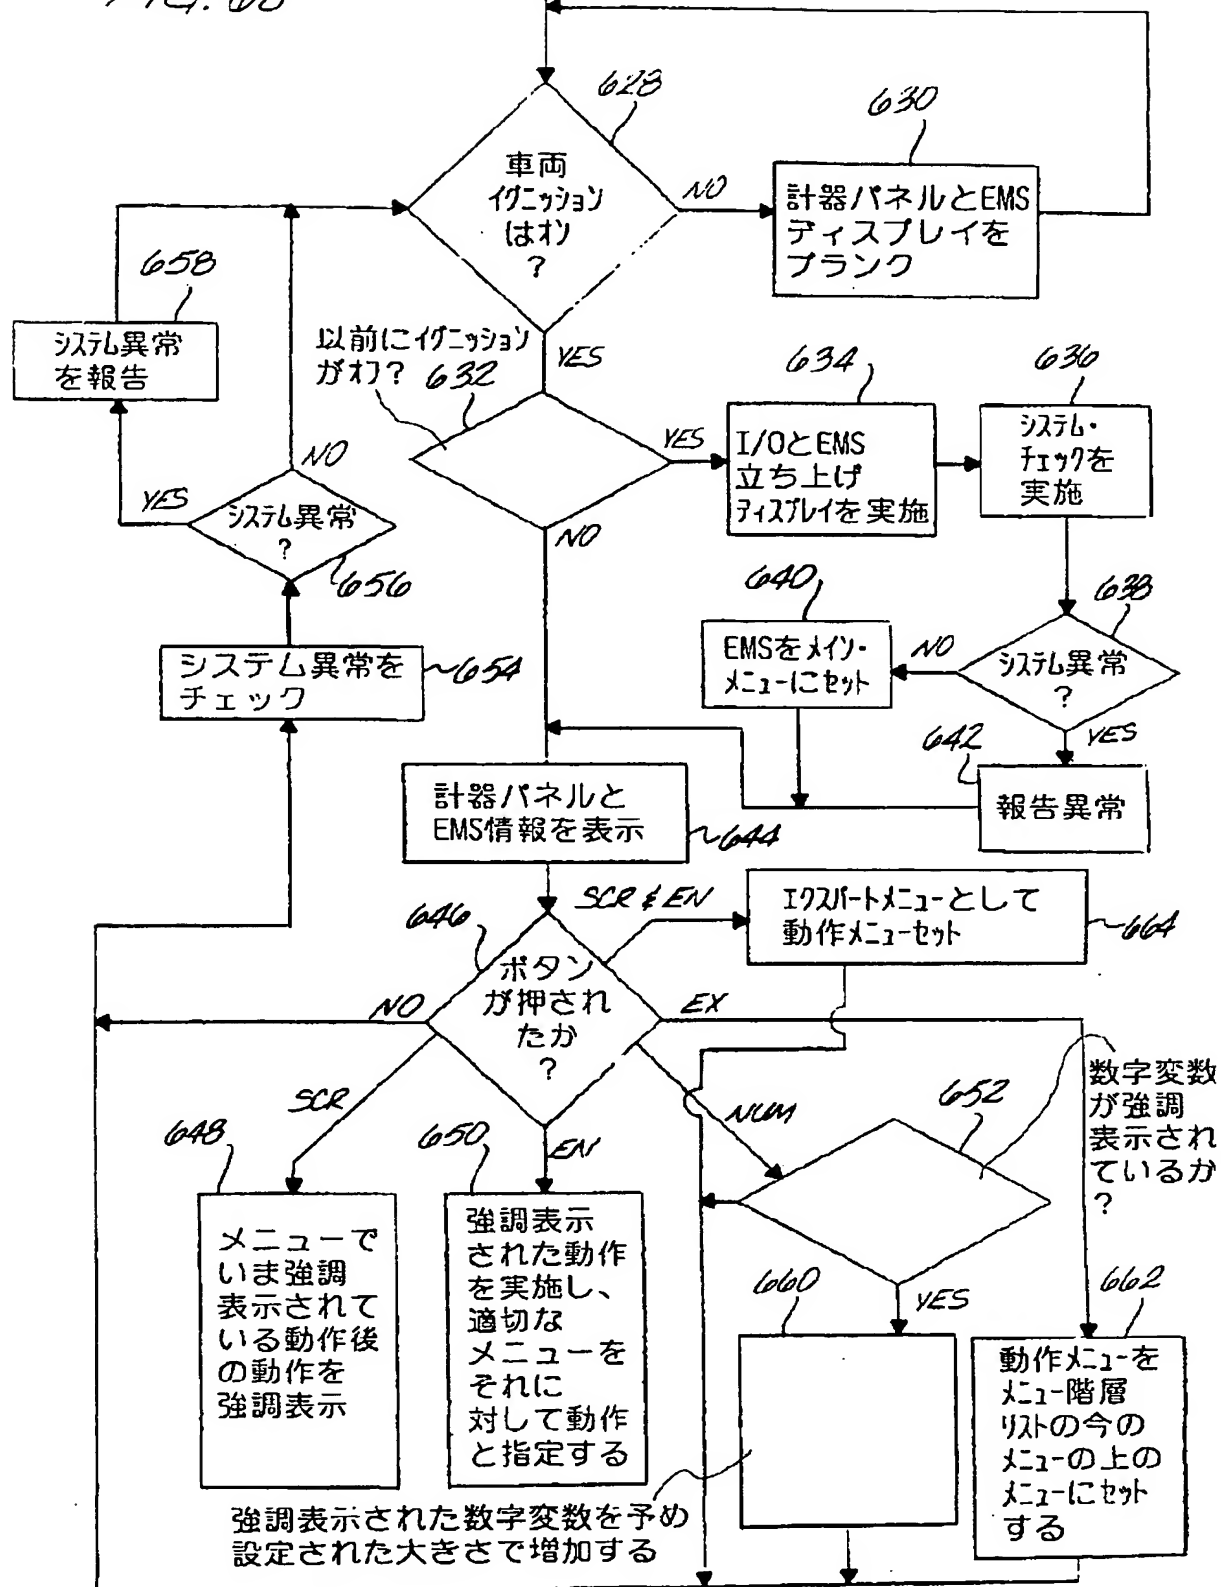 628
630
車両
イグニッション
はオン
?
NO
計器パネルとEMS
ディスプレイを
ブランク
658
システム異常
を報告
以前にイグニッション
がオフ?
632
YES
634
636
YES
I/OとEMS
立ち上げ
ディスプレイを実施
システム・
チェックを
実施
NO
YES
システム異常
?
656
NO
640
638
EMSをメイン・
メニューにセット
NO
システム異常
?
システム異常を
チェック
654
642
YES
報告異常
計器パネルと
EMS情報を表示
644
646
SCR & EN
エクスパートメニューとして
動作メニューセット
664
ボタン
が押され
たか
?
NO
EX
数字変数
が強調
表示され
ているか
?
SCR
NUM
652
648
650
EN
メニューで
いま強調
表示されて
いる動作後
の動作を
強調表示
強調表示
された動作
を実施し、
適切な
メニューを
それに
対して動作
と指定する
660
YES
662
動作メニューを
メニュー階層
リストの今の
メニューの上の
メニューにセット
する
強調表示された数字変数を予め
設定された大きさで増加する